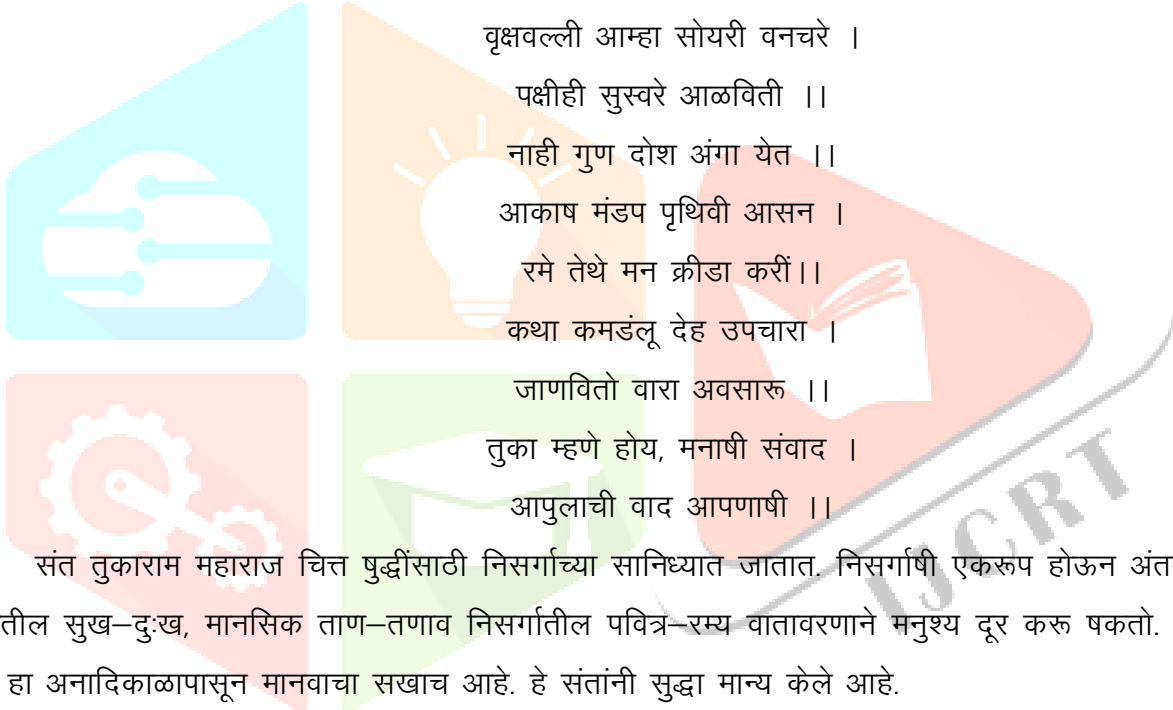 वृक्षवल्ली आम्हा सोयरी वनचरे ।
पक्षीही सुस्वरे आळविती ।।
नाही गुण दोश अंगा येत ।।
आकाष मंडप पृथिवी आसन ।
रमे तेथे मन क्रीडा करीं।।
कथा कमडंलू देह उपचारा ।
जाणवितो वारा अवसारू ।।
तुका म्हणे होय, मनाषी संवाद ।
आपुलाची वाद आपणाषी ।।
संत तुकाराम महाराज चित्त षुद्धींसाठी निसर्गाच्या सानिध्यात जातात. निसर्गाषी एकरूप होऊन अंत
तील सुख–दुःख, मानसिक ताण–तणाव निसर्गातील पवित्र–रम्य वातावरणाने मनुश्य दूर करू षकतो.
हा अनादिकाळापासून मानवाचा सखाच आहे. हे संतांनी सुद्धा मान्य केले आहे.
IJCRT